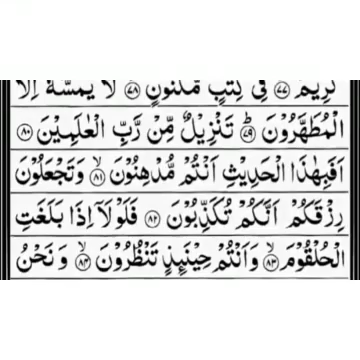 كَرِيْمٌ ﴿٧٧﴾ فِيْ كِتٰبٍ مَّكْنُوْنٍ ﴿٧٨﴾ لَّا يَمَسُّهٗٓ اِلَّا
الْمُطَهَّرُوْنَ ﴿٧٩﴾ تَنْزِيْلٌ مِّنْ رَّبِّ الْعٰلَمِيْنَ ﴿٨٠﴾
اَفَبِهٰذَا الْحَدِيْثِ اَنْتُمْ مُّدْهِنُوْنَ ﴿٨١﴾ وَتَجْعَلُوْنَ
رِزْقَكُمْ اَنَّكُمْ تُكَذِّبُوْنَ ﴿٨٢﴾ فَلَوْلَآ اِذَا بَلَغَتِ
الْحُلْقُوْمَ ﴿٨٣﴾ وَاَنْتُمْ حِيْنَئِذٍ تَنْظُرُوْنَ ﴿٨٤﴾ وَنَحْنُ